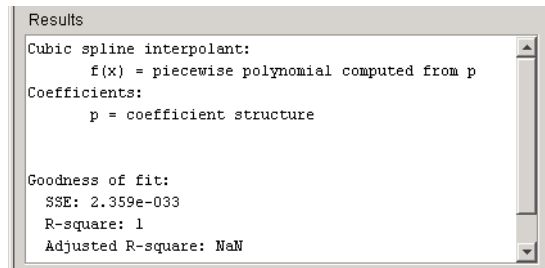 Results
Cubic spline interpolant:
f(x) = piecewise polynomial computed from p
Coefficients:
p = coefficient structure
Goodness of fit:
SSE: 2.359e-033
R-square: 1
Adjusted R-square: NaN